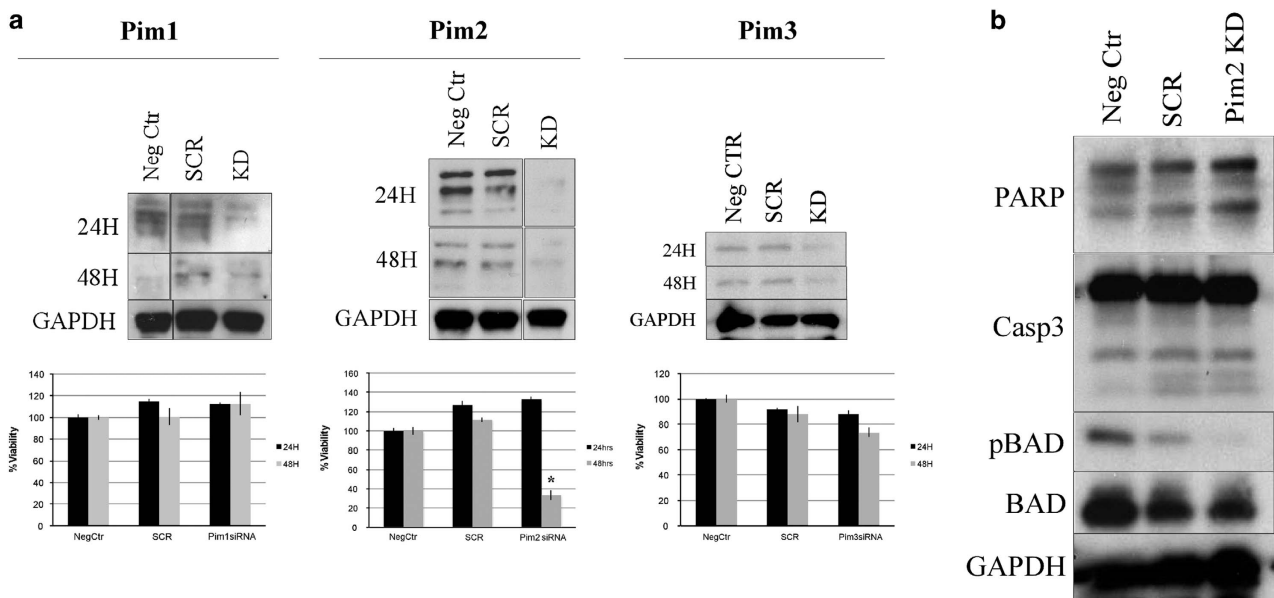 a
Pim1
Pim2
Pim3
Neg Ctr
SCR
KD
24H
48H
GAPDH
Neg Ctr
SCR
KD
24H
48H
GAPDH
Neg CTR
SCR
KD
24H
48H
GAPDH
% Viability
140
120
100
80
60
40
20
0
NegCtr
SCR
Pim1siRNA
24H
48H
% Viability
160
140
120
100
80
60
40
20
0
*
NegCtr
SCR
Pim2siRNA
24hrs
48hrs
% Viability
120
100
80
60
40
20
0
NegCtr
SCR
Pim3siRNA
24H
48H
b
Neg Ctr
SCR
Pim2 KD
PARP
Casp3
pBAD
BAD
GAPDH